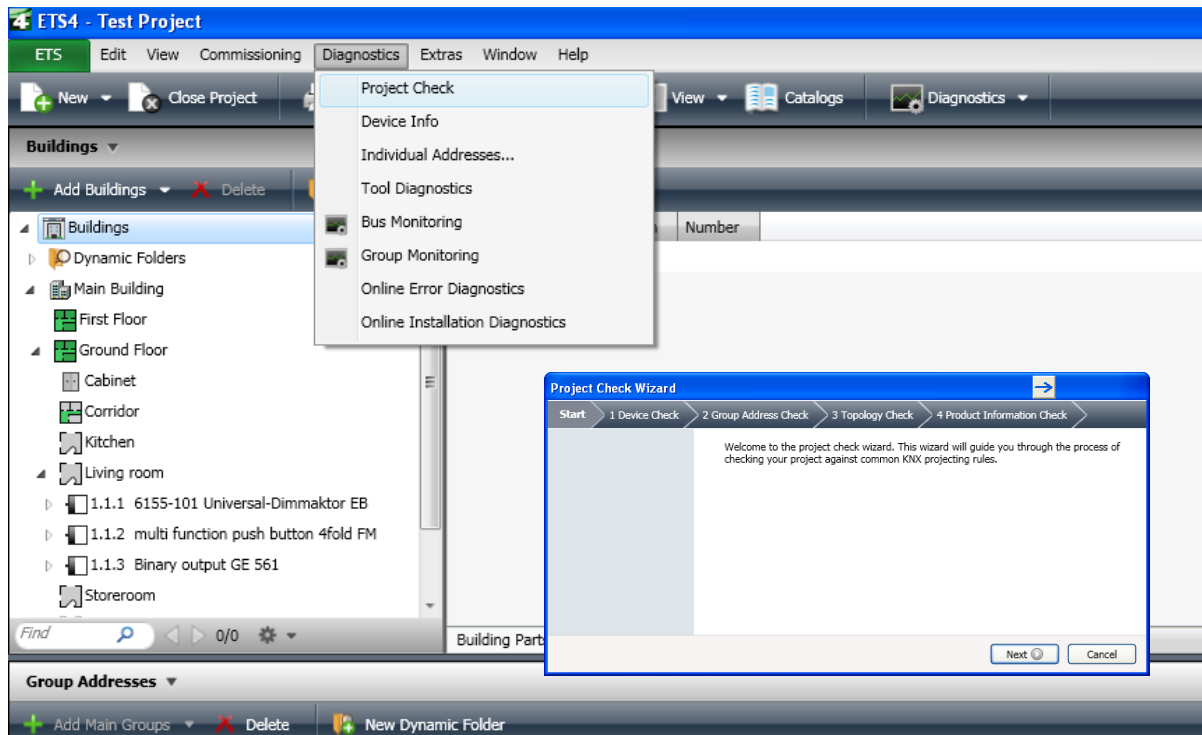 4 ETS4 - Test Project
ETS Edit View Commissioning Diagnostics Extras Window Help
New Close Project View Catalogs Diagnostics
Project Check
Device Info
Individual Addresses...
Tool Diagnostics
Bus Monitoring
Group Monitoring
Online Error Diagnostics
Online Installation Diagnostics
Buildings
Add Buildings Delete
Number
Buildings
Dynamic Folders
Main Building
First Floor
Ground Floor
Cabinet
Corridor
Kitchen
Living room
1.1.1 6155-101 Universal-Dimmaktor EB
1.1.2 multi function push button 4fold FM
1.1.3 Binary output GE 561
Storeroom
Find 0/0
Building Parts
Project Check Wizard
Start 1 Device Check 2 Group Address Check 3 Topology Check 4 Product Information Check
Welcome to the project check wizard. This wizard will guide you through the process of
checking your project against common KNX projecting rules.
Next Cancel
Group Addresses
Add Main Groups Delete New Dynamic Folder